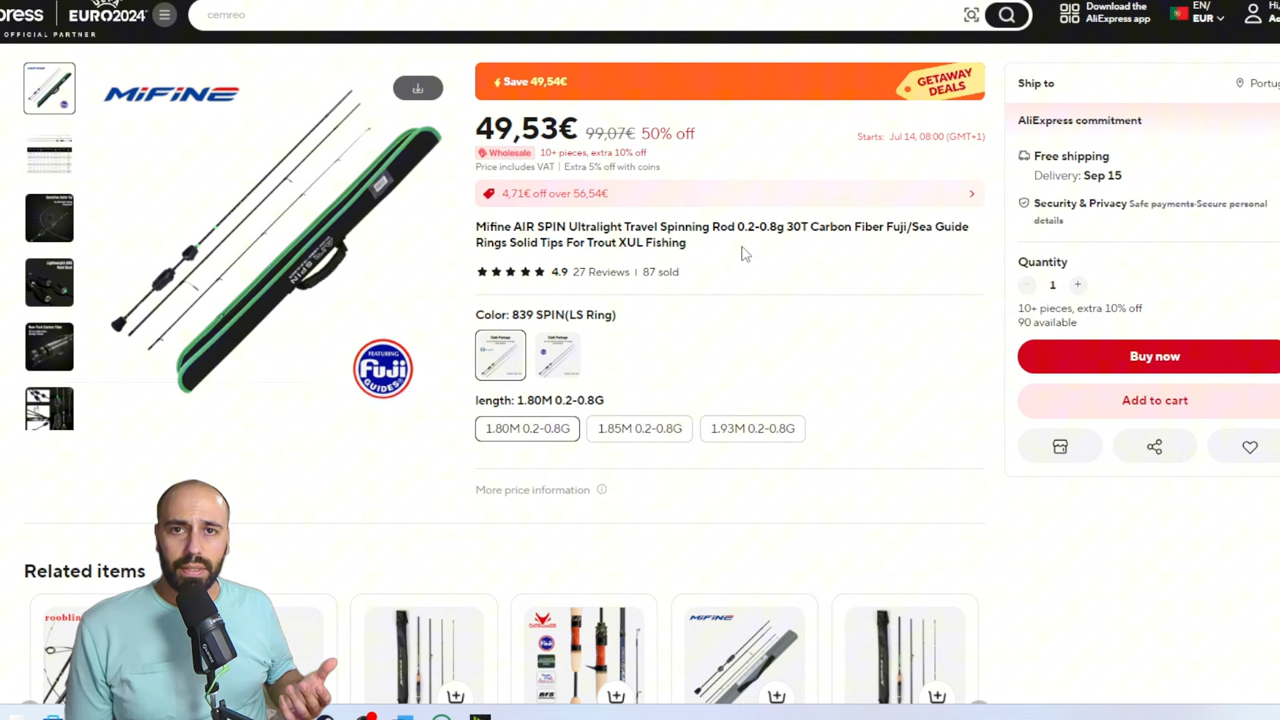 press
EURO2024
OFFICIAL PARTNER
cemreo
Download the
AliExpress app
EN/
EUR
Hi,
MiFiNE
Save 49,54€
GETAWAY
DEALS
49,53€ 99,07€ 50% off
Starts: Jul 14, 08:00 (GMT+1)
Wholesale 10+ pieces, extra 10% off
Price includes VAT Extra 5% off with coins
4,71€ off over 56,54€
Mifine AIR SPIN Ultralight Travel Spinning Rod 0.2-0.8g 30T Carbon Fiber Fuji/Sea Guide
Rings Solid Tips For Trout XUL Fishing
4.9 27 Reviews 87 sold
Color: 839 SPIN(LS Ring)
length: 1.80M 0.2-0.8G
1.80M 0.2-0.8G
1.85M 0.2-0.8G
1.93M 0.2-0.8G
More price information
FEATURING
Fuji
GUIDES
Ship to
Portug
AliExpress commitment
Free shipping
Delivery: Sep 15
Security & Privacy Safe payments·Secure personal
details
Quantity
1
10+ pieces, extra 10% off
90 available
Buy now
Add to cart
Related items
rooblin
MiFiNE
BFS